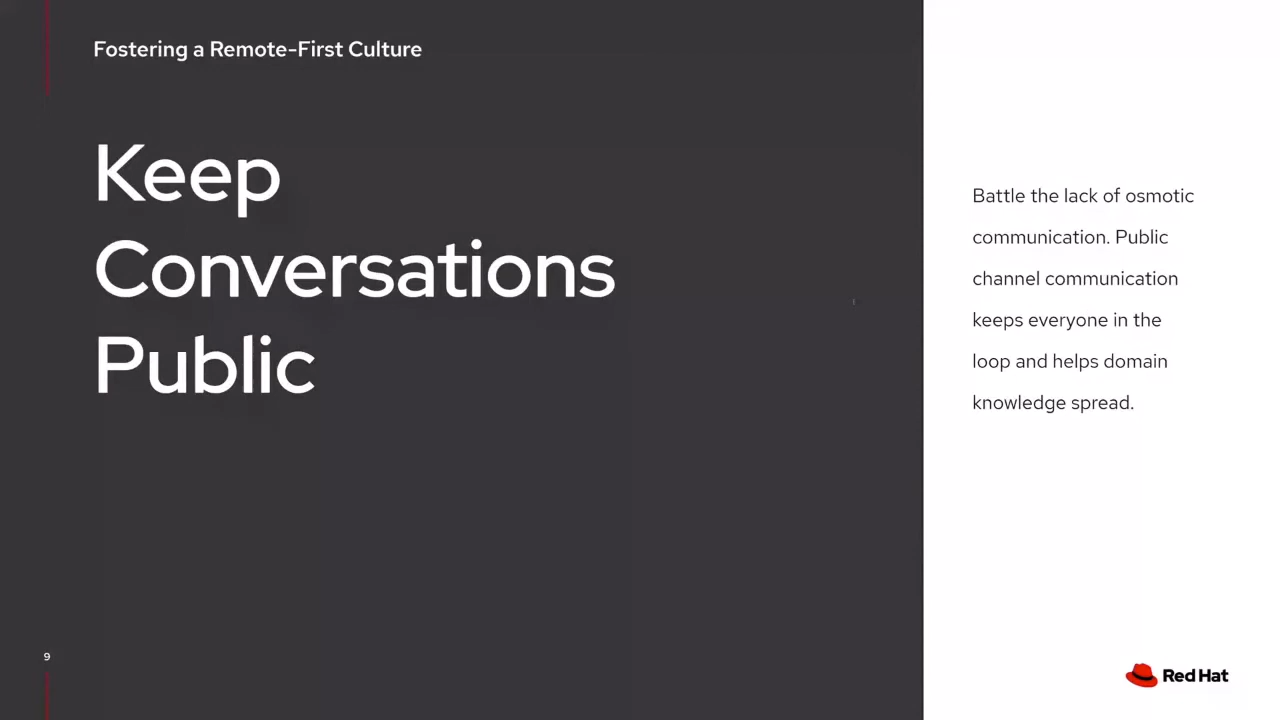 Fostering a Remote-First Culture
Keep
Conversations
Public
Battle the lack of osmotic
communication. Public
channel communication
keeps everyone in the
loop and helps domain
knowledge spread.
9
Red Hat